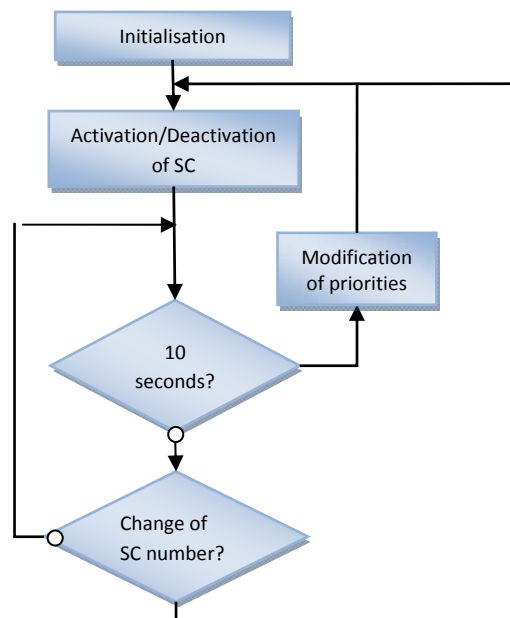 Initialisation
Activation/Deactivation
of SC
Modification
of priorities
10
seconds?
Change of
SC number?